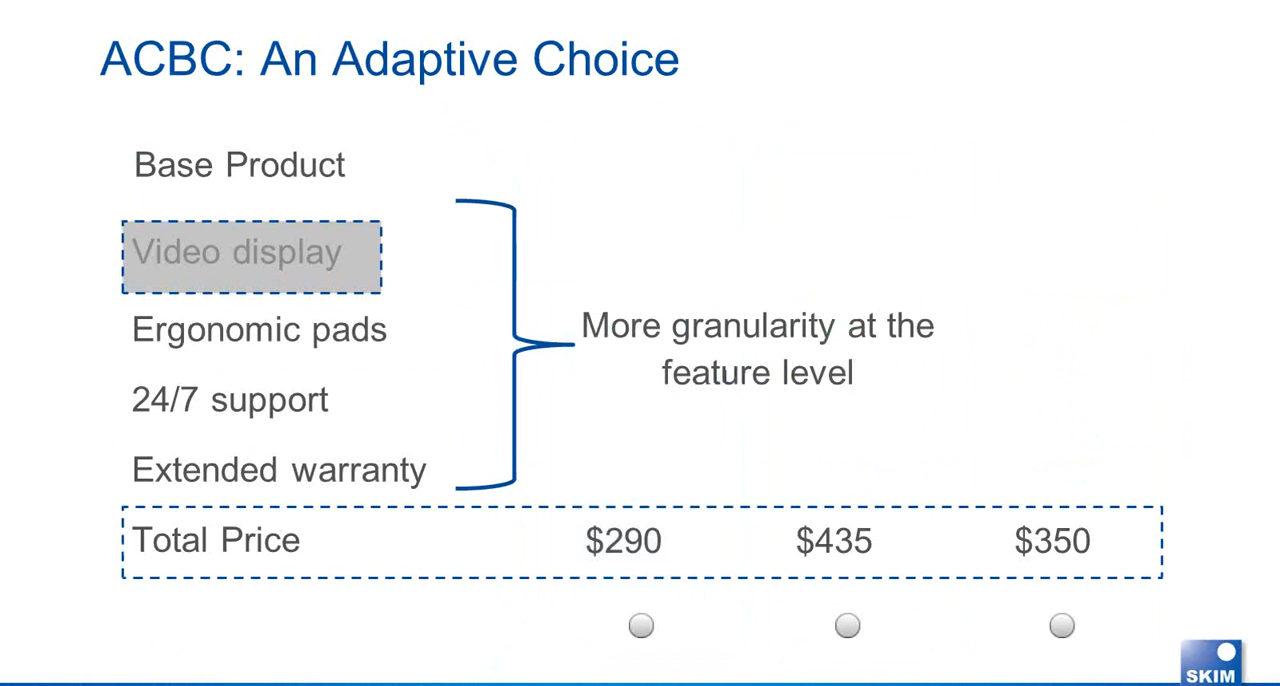 ACBC: An Adaptive Choice
Base Product
Video display
Ergonomic pads
24/7 support
Extended warranty
More granularity at the
feature level
Total Price $290 $435 $350
SKIM